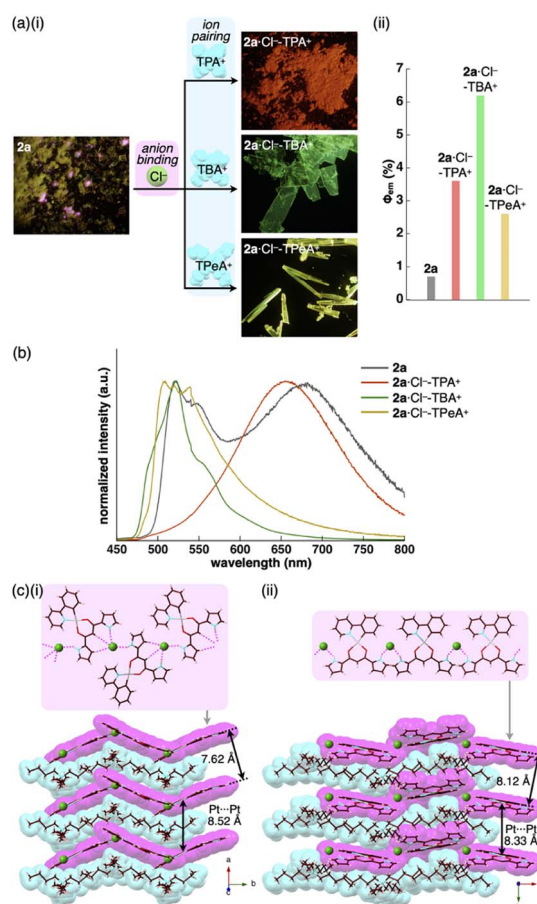 (a)(i)
ion
pairing
TPA⁺
2a·Cl⁻-TPA⁺
2a
anion
binding
Cl⁻
TBA⁺
2a·Cl⁻-TBA⁺
TPeA⁺
2a·Cl⁻-TPeA⁺
(ii)
Φem (%)
7
6
5
4
3
2
1
0
2a
2a·Cl⁻
-TPA⁺
2a·Cl⁻
-TBA⁺
2a·Cl⁻
-TPeA⁺
(b)
normalized intensity (a.u.)
2a
2a·Cl⁻-TPA⁺
2a·Cl⁻-TBA⁺
2a·Cl⁻-TPeA⁺
450 500 550 600 650 700 750 800
wavelength (nm)
(c)(i)
7.62 Å
Pt···Pt
8.52 Å
a
b
c
(ii)
8.12 Å
Pt···Pt
8.33 Å